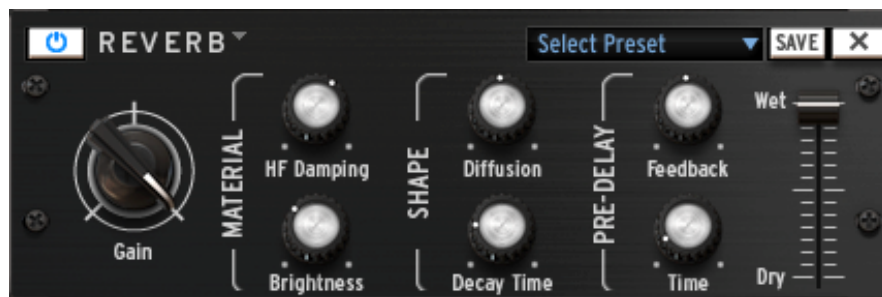 REVERB
Select Preset
SAVE
Wet
MATERIAL
HF Damping
Brightness
SHAPE
Diffusion
Decay Time
PRE-DELAY
Feedback
Time
Gain
Dry